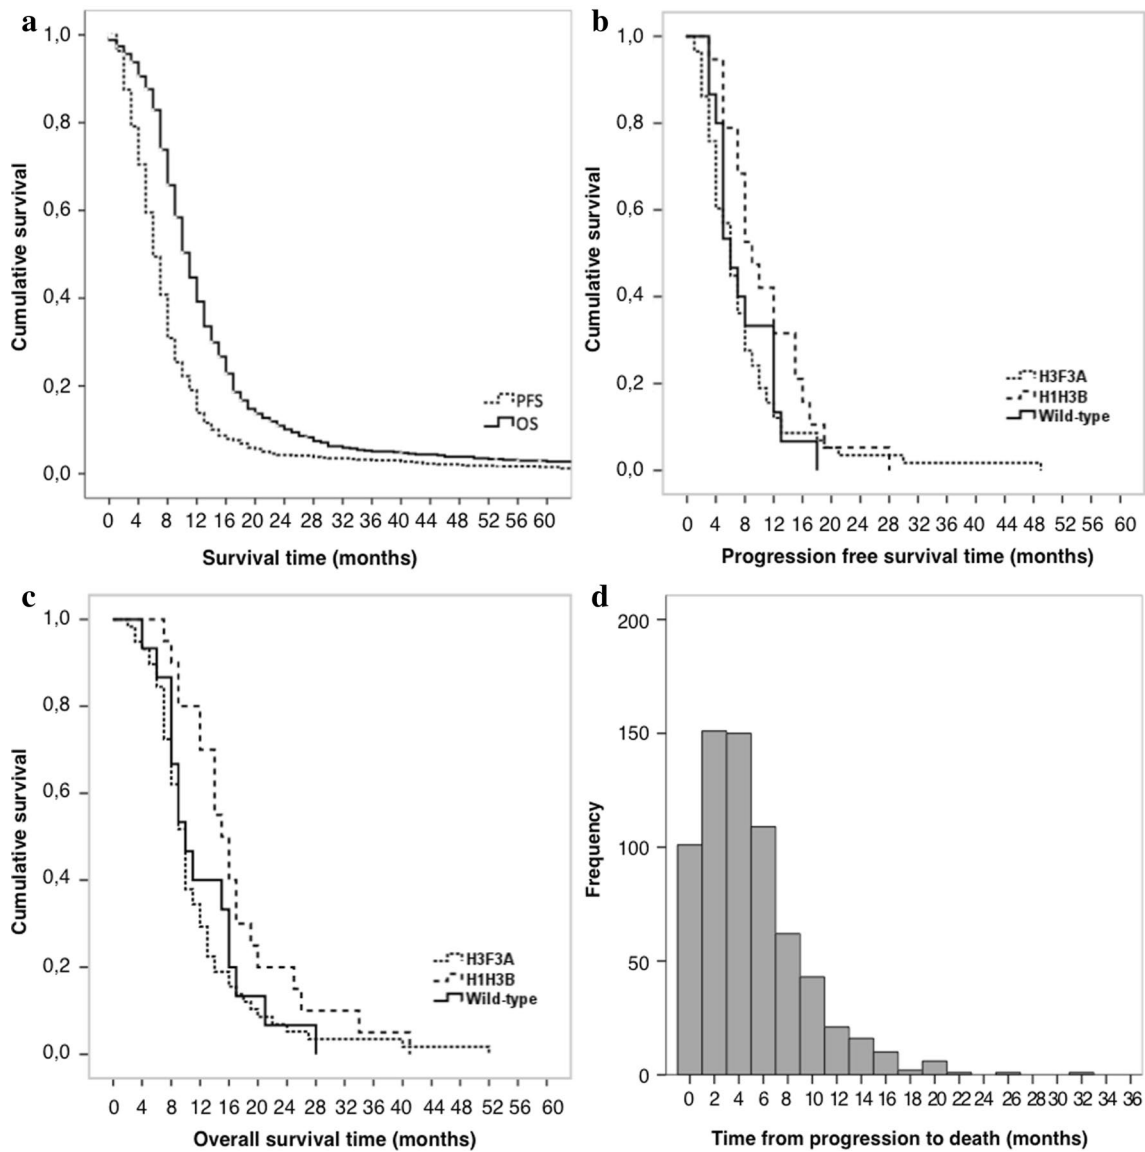 a
1,0
0,8
0,6
0,4
0,2
0,0
Cumulative survival
PFS
OS
0 4 8 12 16 20 24 28 32 36 40 44 48 52 56 60
Survival time (months)
b
1,0
0,8
0,6
0,4
0,2
0,0
Cumulative survival
H3F3A
H1H3B
Wild-type
0 4 8 12 16 20 24 28 32 36 40 44 48 52 56 60
Progression free survival time (months)
c
1,0
0,8
0,6
0,4
0,2
0,0
Cumulative survival
H3F3A
H1H3B
Wild-type
0 4 8 12 16 20 24 28 32 36 40 44 48 52 56 60
Overall survival time (months)
d
200
150
100
50
0
Frequency
0 2 4 6 8 10 12 14 16 18 20 22 24 26 28 30 32 34 36
Time from progression to death (months)